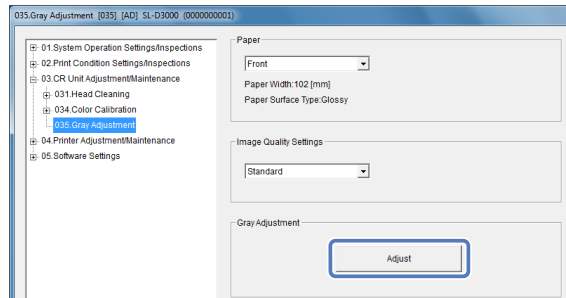 035.Gray Adjustment [035] [AD] SL-D3000 (0000000001)
01.System Operation Settings/Inspections
02.Print Condition Settings/Inspections
03.CR Unit Adjustment/Maintenance
031.Head Cleaning
034.Color Calibration
035.Gray Adjustment
04.Printer Adjustment/Maintenance
05.Software Settings
Paper
Front
Paper Width:102 [mm]
Paper Surface Type:Glossy
Image Quality Settings
Standard
Gray Adjustment
Adjust